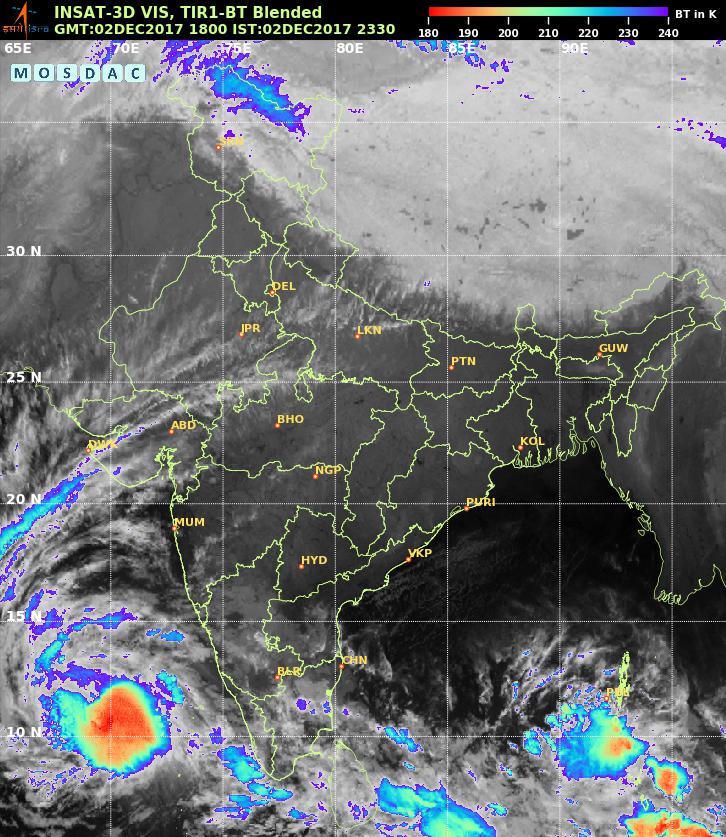 INSAT-3D VIS, TIR1-BT Blended
GMT:02DEC2017 1800 IST:02DEC2017 2330
180 190 200 210 220 230 240
BT in K
65E 70E 75E 80E 85E 90E
M O S D A C
SRN
30 N
DEL
JPR LKN
PTN GUW
25 N
ABD BHO
DWK KOL
NGP
20 N PURI
MUM
HYD VKP
15 N
BLR CHN
PBL
10 N